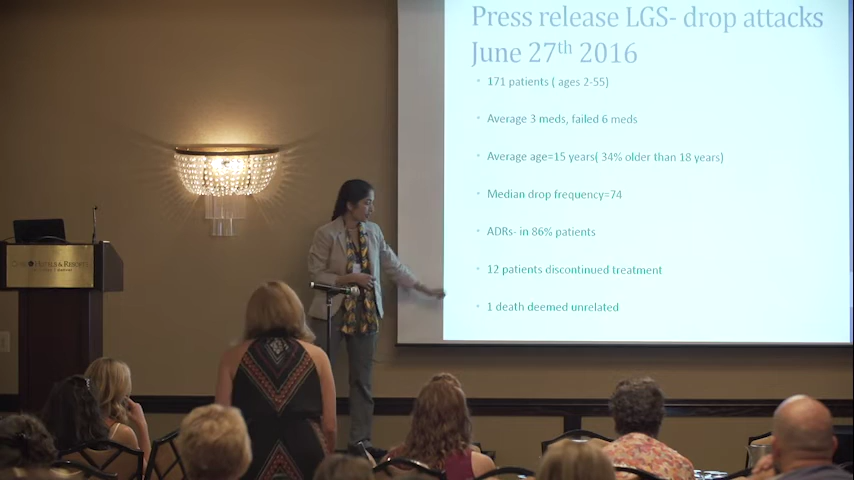 Press release LGS- drop attacks
June 27th 2016
• 171 patients ( ages 2-55)
• Average 3 meds, failed 6 meds
• Average age=15 years( 34% older than 18 years)
• Median drop frequency=74
• ADRs- in 86% patients
• 12 patients discontinued treatment
• 1 death deemed unrelated
Hotels & Resorts